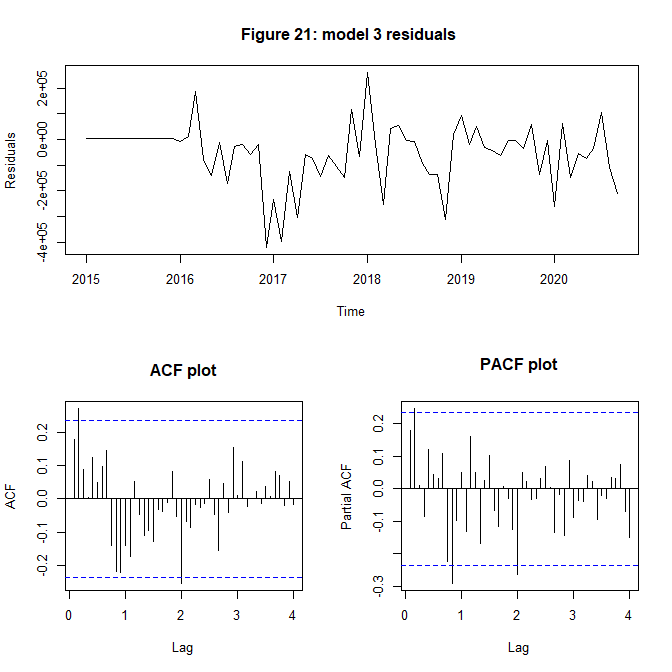 Figure 21: model 3 residuals
Residuals
2e+05
0e+00
-2e+05
-4e+05
2015 2016 2017 2018 2019 2020
Time
ACF plot
ACF
0.2
0.1
0.0
-0.1
-0.2
0 1 2 3 4
Lag
PACF plot
Partial ACF
0.2
0.1
0.0
-0.1
-0.3
0 1 2 3 4
Lag